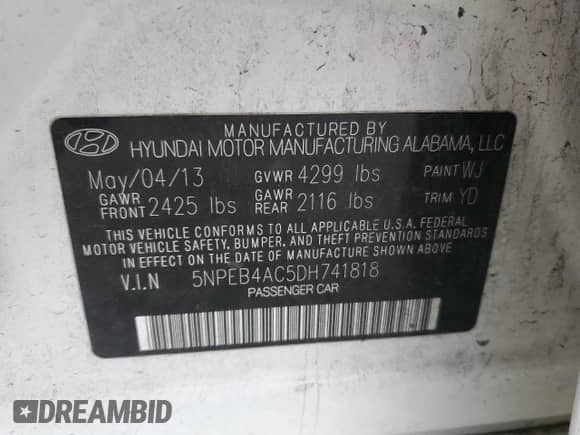 MANUFACTURED BY
HYUNDAI MOTOR MANUFACTURING ALABAMA, LLC
May/04/13 GVWR 4299 lbs PAINT WJ
GAWR FRONT 2425 lbs GAWR REAR 2116 lbs TRIM YD
THIS VEHICLE CONFORMS TO ALL APPLICABLE U.S.A. FEDERAL
MOTOR VEHICLE SAFETY, BUMPER, AND THEFT PREVENTION STANDARDS
IN EFFECT ON THE DATE OF MANUFACTURE SHOWN ABOVE.
V.I.N 5NPEB4AC5DH741818
PASSENGER CAR
DREAMBID